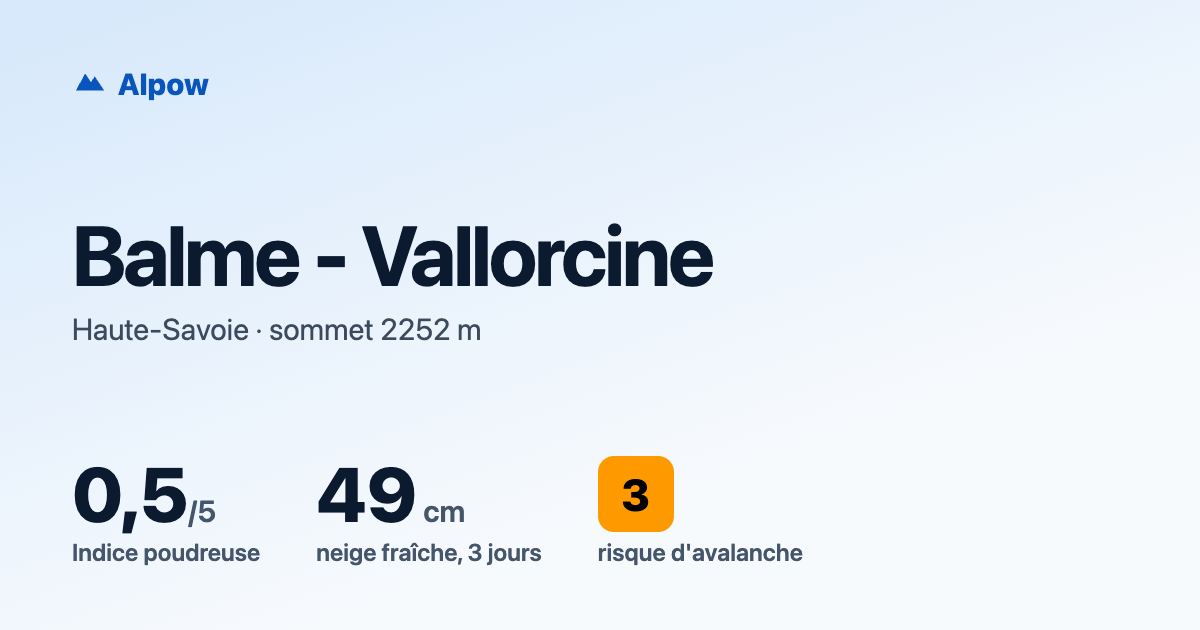 Alpow
Balme - Vallorcine
Haute-Savoie · sommet 2252 m
0,5/5 49 cm 3
Indice poudreuse neige fraîche, 3 jours risque d'avalanche